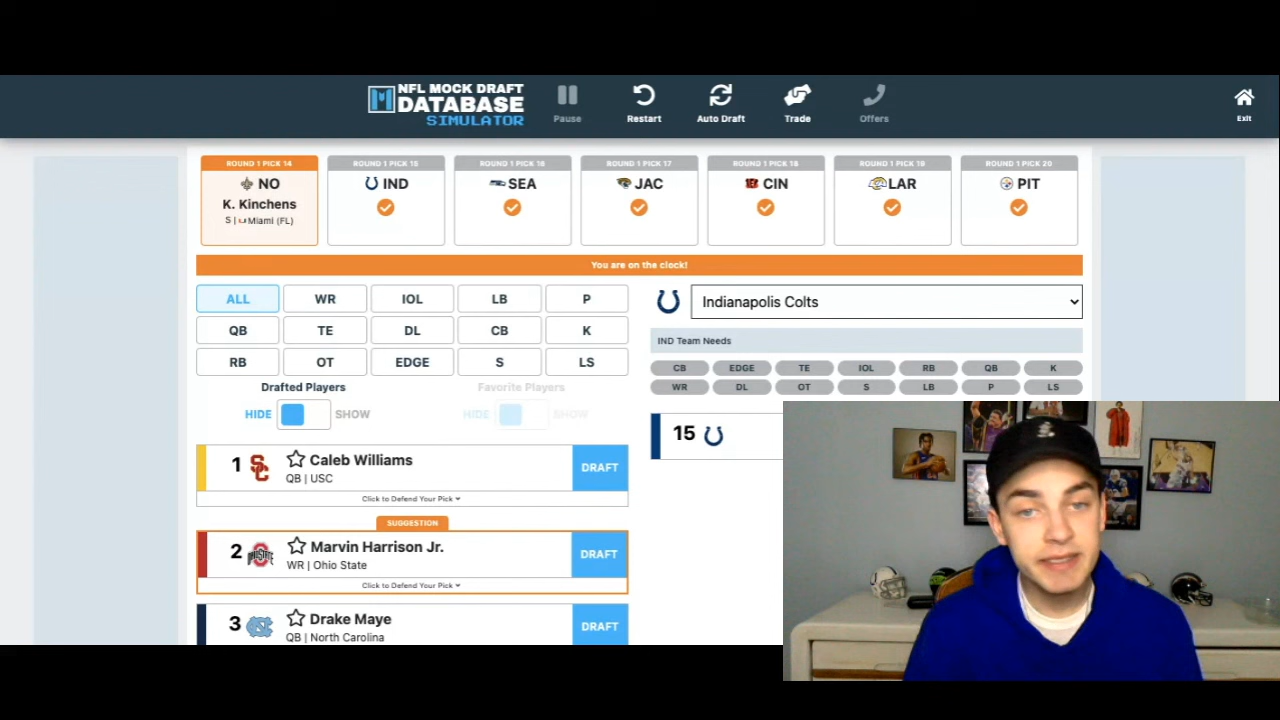 NFL MOCK DRAFT
DATABASE
SIMULATOR
Pause
Restart
Auto Draft
Trade
Offers
Exit
ROUND 1 PICK 14
NO
K. Kinchens
S | Miami (FL)
ROUND 1 PICK 15
IND
ROUND 1 PICK 16
SEA
ROUND 1 PICK 17
JAC
ROUND 1 PICK 18
CIN
ROUND 1 PICK 19
LAR
ROUND 1 PICK 20
PIT
You are on the clock!
ALL
WR
IOL
LB
P
QB
TE
DL
CB
K
RB
OT
EDGE
S
LS
Drafted Players
HIDE
SHOW
Favorite Players
HIDE
SHOW
Indianapolis Colts
IND Team Needs
CB
EDGE
TE
IOL
RB
QB
K
WR
DL
OT
S
LB
P
LS
15
1
Caleb Williams
QB | USC
DRAFT
Click to Defend Your Pick
SUGGESTION
2
Marvin Harrison Jr.
WR | Ohio State
DRAFT
Click to Defend Your Pick
3
Drake Maye
QB | North Carolina
DRAFT